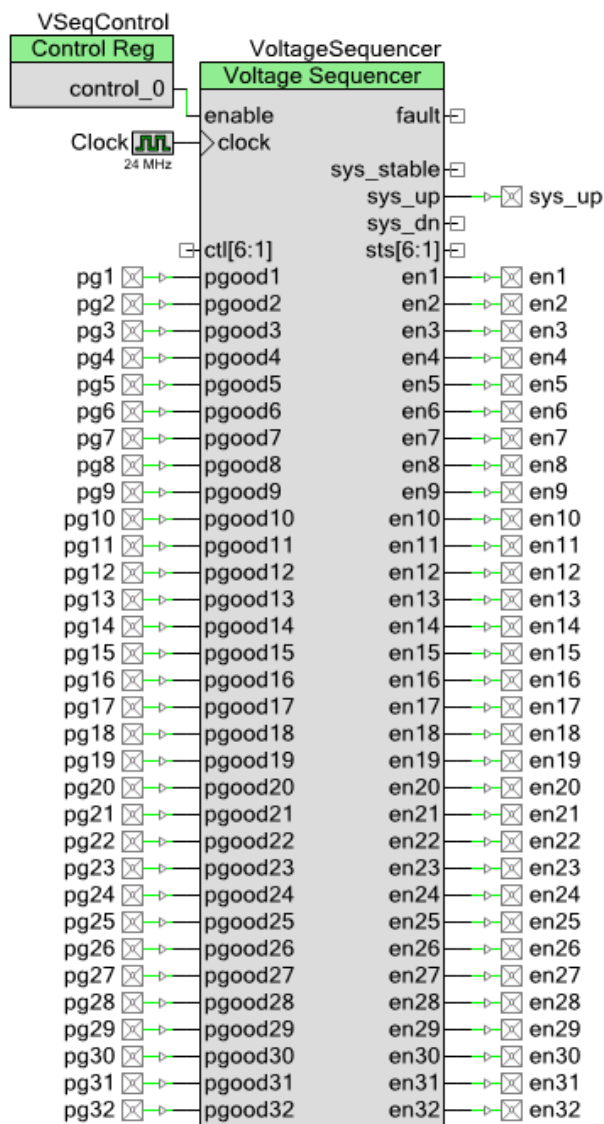 VSeqControl
Control Reg
control_0
VoltageSequencer
Voltage Sequencer
enable fault
Clock 24 MHz clock
sys_stable
sys_up sys_up
sys_dn
ctl[6:1] sts[6:1]
pg1 pgood1 en1 en1
pg2 pgood2 en2 en2
pg3 pgood3 en3 en3
pg4 pgood4 en4 en4
pg5 pgood5 en5 en5
pg6 pgood6 en6 en6
pg7 pgood7 en7 en7
pg8 pgood8 en8 en8
pg9 pgood9 en9 en9
pg10 pgood10 en10 en10
pg11 pgood11 en11 en11
pg12 pgood12 en12 en12
pg13 pgood13 en13 en13
pg14 pgood14 en14 en14
pg15 pgood15 en15 en15
pg16 pgood16 en16 en16
pg17 pgood17 en17 en17
pg18 pgood18 en18 en18
pg19 pgood19 en19 en19
pg20 pgood20 en20 en20
pg21 pgood21 en21 en21
pg22 pgood22 en22 en22
pg23 pgood23 en23 en23
pg24 pgood24 en24 en24
pg25 pgood25 en25 en25
pg26 pgood26 en26 en26
pg27 pgood27 en27 en27
pg28 pgood28 en28 en28
pg29 pgood29 en29 en29
pg30 pgood30 en30 en30
pg31 pgood31 en31 en31
pg32 pgood32 en32 en32